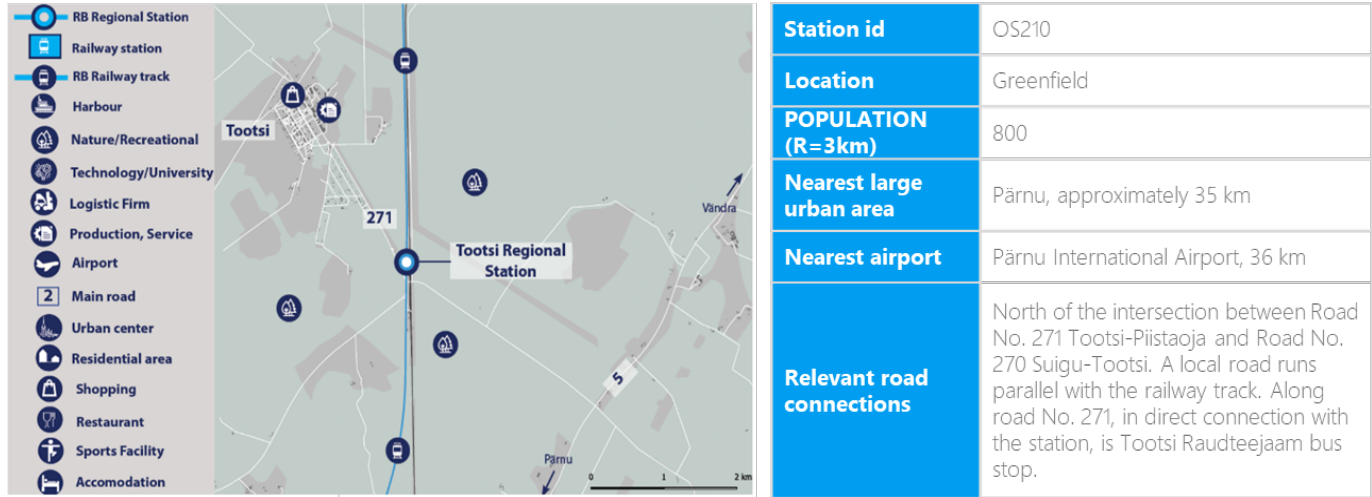 RB Regional Station
Railway station
RB Railway track
Harbour
Nature/Recreational
Technology/University
Logistic Firm
Production, Service
Airport
2 Main road
Urban center
Residential area
Shopping
Restaurant
Sports Facility
Accomodation
Tootsi
271
Tootsi Regional
Station
Vändra
5
Pärnu
0 1 2 km
Station id OS210
Location Greenfield
POPULATION
(R=3km) 800
Nearest large
urban area Pärnu, approximately 35 km
Nearest airport Pärnu International Airport, 36 km
Relevant road
connections
North of the intersection between Road
No. 271 Tootsi-Piistaoja and Road No.
270 Suigu-Tootsi. A local road runs
parallel with the railway track. Along
road No. 271, in direct connection with
the station, is Tootsi Raudteejaam bus
stop.